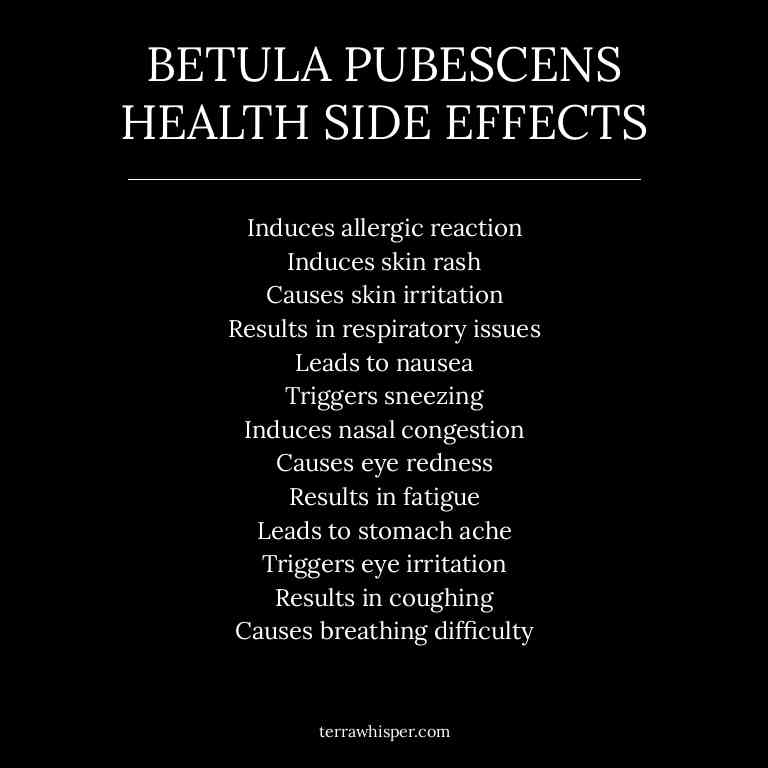 BETULA PUBESCENS
HEALTH SIDE EFFECTS
Induces allergic reaction
Induces skin rash
Causes skin irritation
Results in respiratory issues
Leads to nausea
Triggers sneezing
Induces nasal congestion
Causes eye redness
Results in fatigue
Leads to stomach ache
Triggers eye irritation
Results in coughing
Causes breathing difficulty
terrawhisper.com